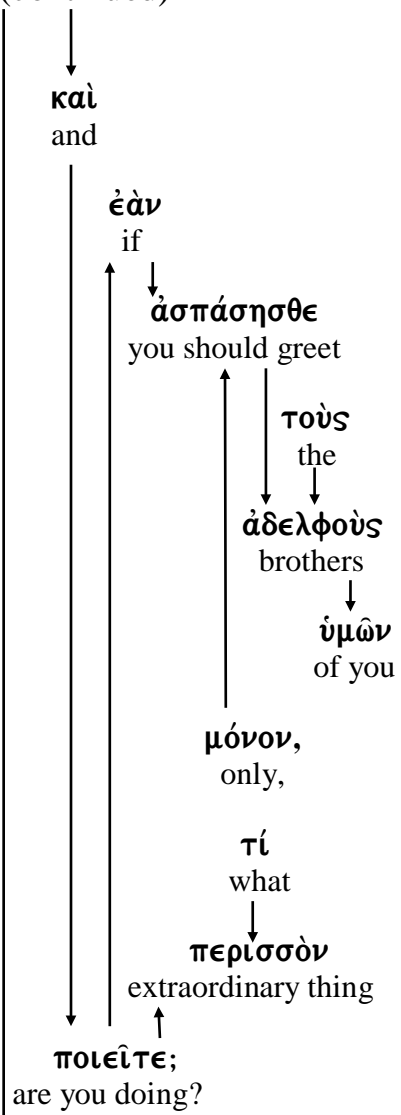 καὶ
and
ἐὰν
if
ἀσπάσησθε
you should greet
τοὺς
the
ἀδελφοὺς
brothers
ὑμῶν
of you
μόνον,
only,
τί
what
περισσὸν
extraordinary thing
ποιεῖτε;
are you doing?